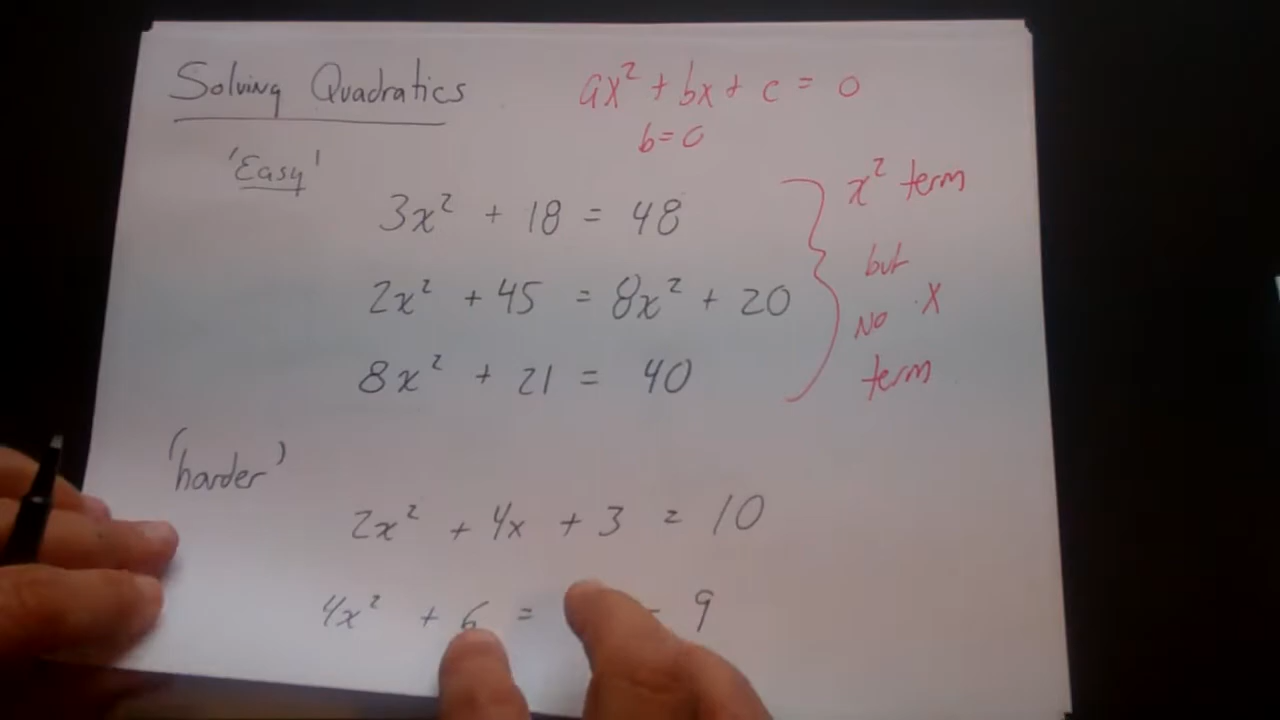 Solving Quadratics
ax² + bx + c = 0
b = 0
'Easy'
3x² + 18 = 48
2x² + 45 = 8x² + 20
8x² + 21 = 40
x² term
but
no x
term
'harder'
2x² + 4x + 3 = 10
4x² + 6 = - 9